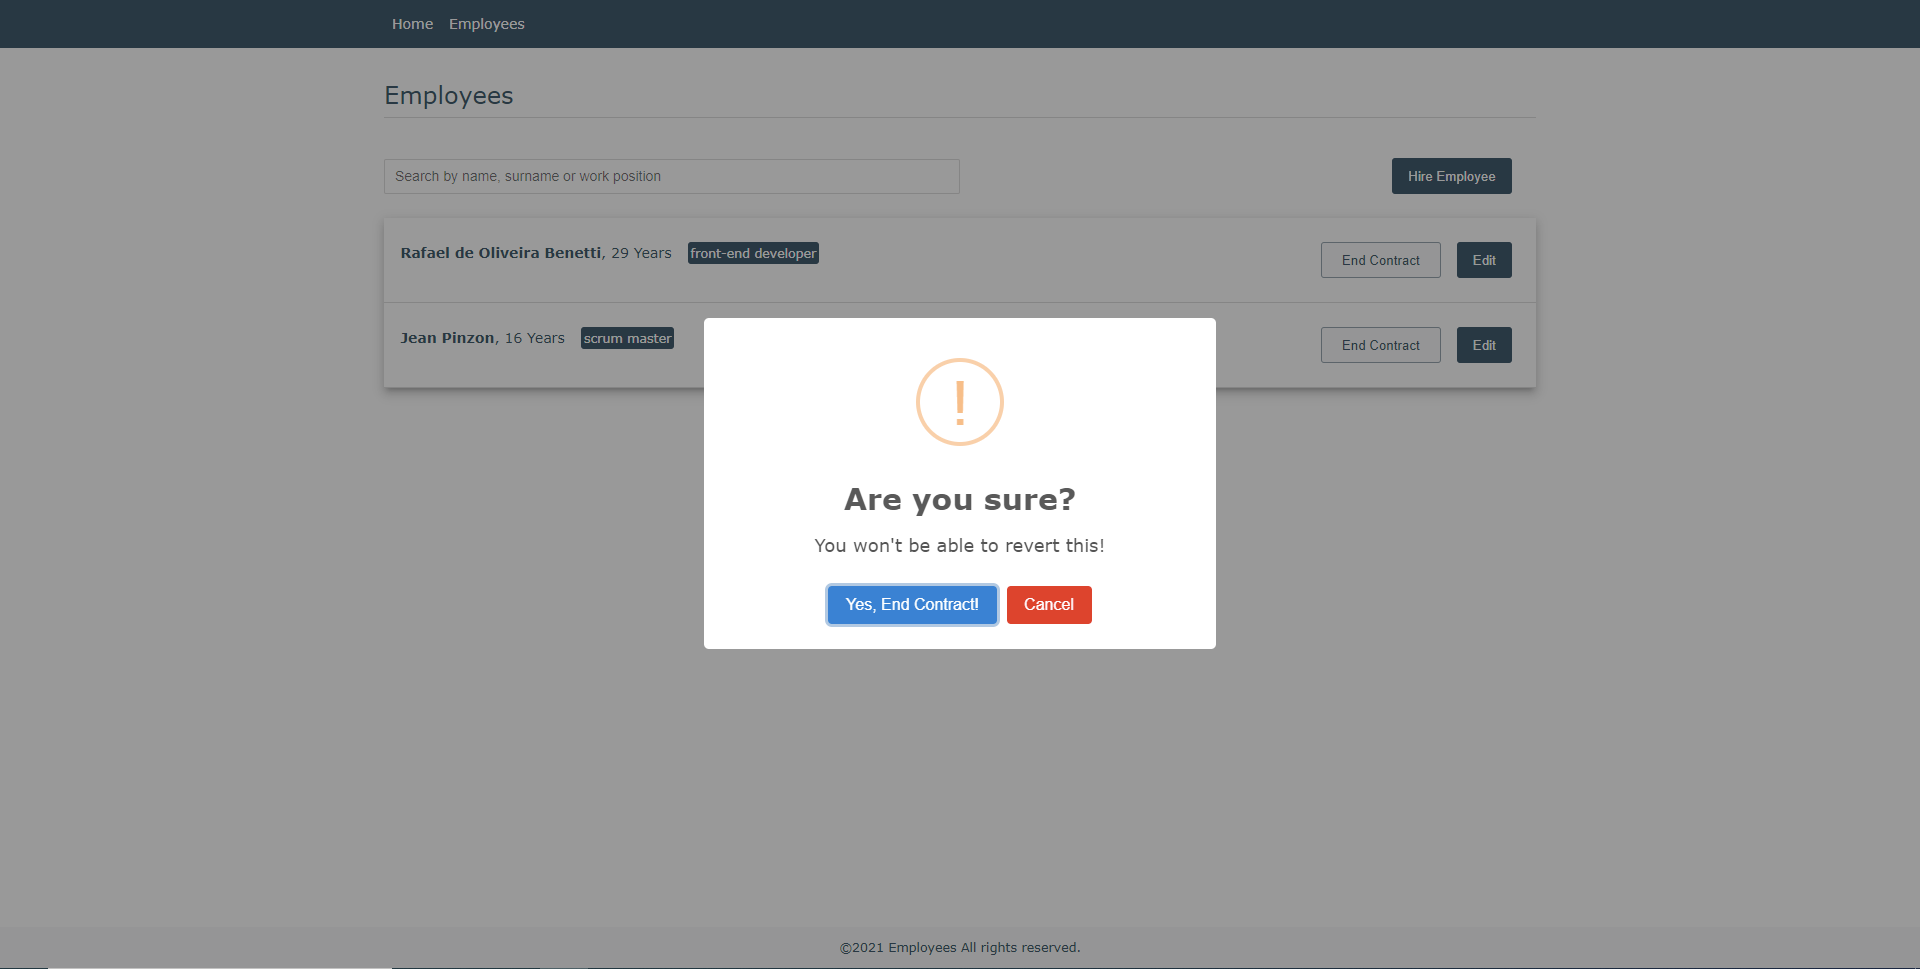 Home Employees
Employees
Search by name, surname or work position
Hire Employee
Rafael de Oliveira Benetti, 29 Years front-end developer End Contract Edit
Jean Pinzon, 16 Years scrum master End Contract Edit
!
Are you sure?
You won't be able to revert this!
Yes, End Contract! Cancel
©2021 Employees All rights reserved.